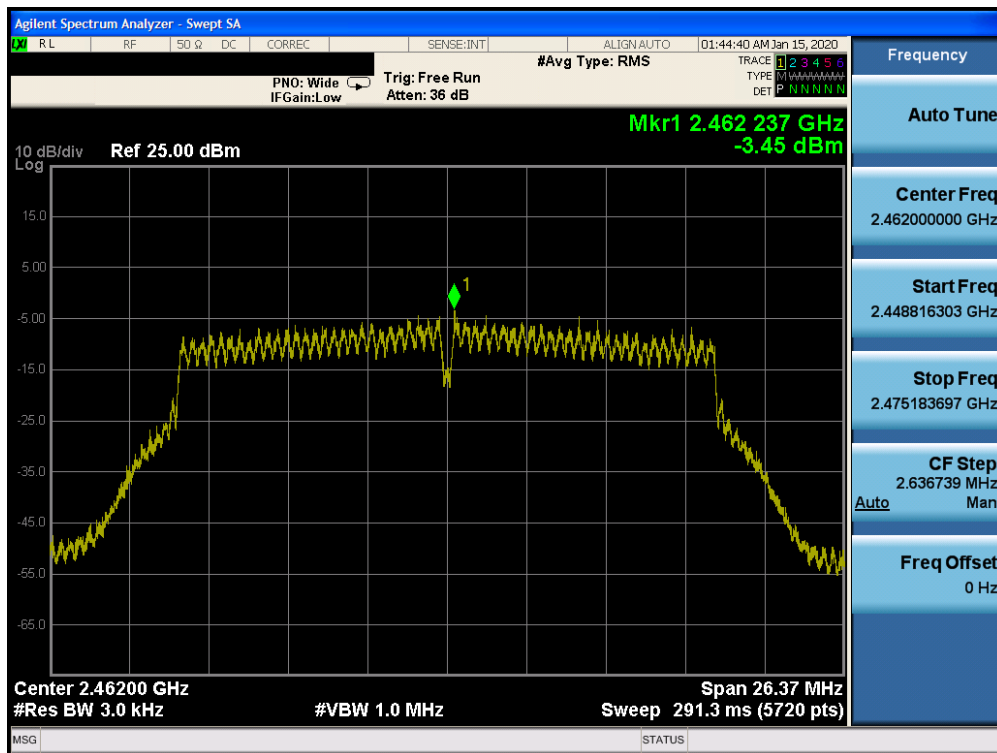 Agilent Spectrum Analyzer - Swept SA
LXI RL RF 50 Ω DC CORREC SENSE:INT ALIGN AUTO 01:44:40 AM Jan 15, 2020
Frequency
#Avg Type: RMS
TRACE 1 2 3 4 5 6
PNO: Wide
Trig: Free Run
TYPE M WWWWW
IFGain:Low
Atten: 36 dB
DET P N N N N N
Auto Tune
Mkr1 2.462 237 GHz
-3.45 dBm
10 dB/div
Log
Ref 25.00 dBm
15.0
5.00
-5.00
-15.0
-25.0
-35.0
-45.0
-55.0
-65.0
1
Center Freq
2.462000000 GHz
Start Freq
2.448816303 GHz
Stop Freq
2.475183697 GHz
CF Step
2.636739 MHz
Auto Man
Freq Offset
0 Hz
Center 2.46200 GHz
Span 26.37 MHz
#Res BW 3.0 kHz
#VBW 1.0 MHz
Sweep 291.3 ms (5720 pts)
MSG
STATUS